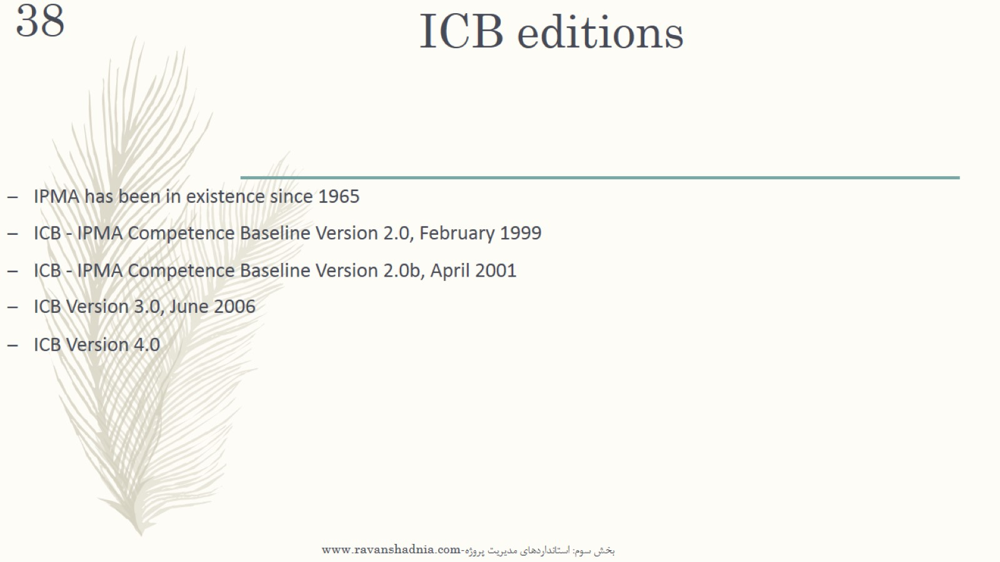 38
ICB editions
– IPMA has been in existence since 1965
– ICB - IPMA Competence Baseline Version 2.0, February 1999
– ICB - IPMA Competence Baseline Version 2.0b, April 2001
– ICB Version 3.0, June 2006
– ICB Version 4.0
بخش سوم: استانداردهای مدیریت پروژه-www.ravanshadnia.com